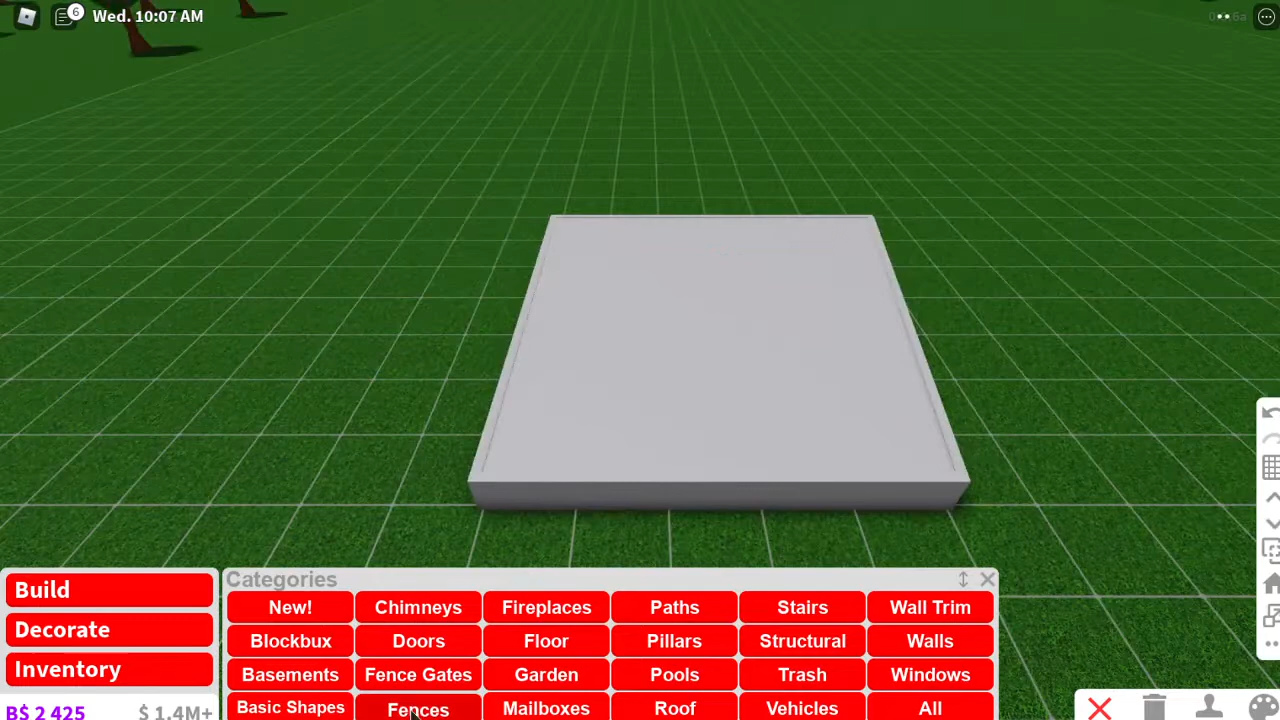 6 Wed. 10:07 AM
Build
Decorate
Inventory
B$ 2 425 $ 1.4M+
Categories
New! Chimneys Fireplaces Paths Stairs Wall Trim
Blockbux Doors Floor Pillars Structural Walls
Basements Fence Gates Garden Pools Trash Windows
Basic Shapes Fences Mailboxes Roof Vehicles All